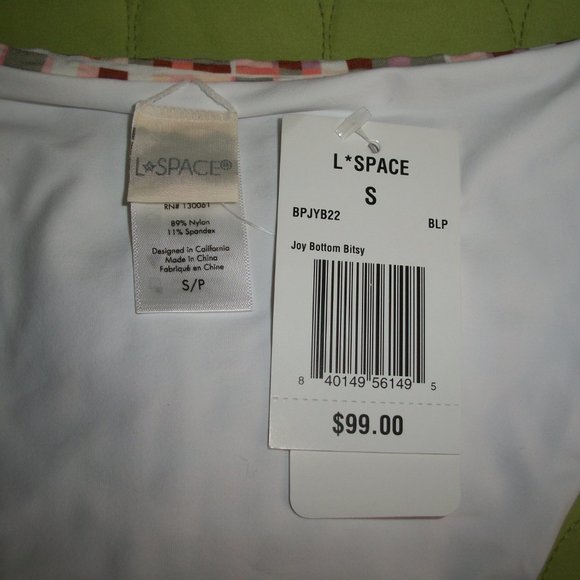 L*SPACE®
RN# 130061
89% Nylon
11% Spandex
Designed in California
Made in China
Fabriqué en Chine
S/P
L*SPACE
S
BPJYB22 BLP
Joy Bottom Bitsy
8 40149 56149 5
$99.00